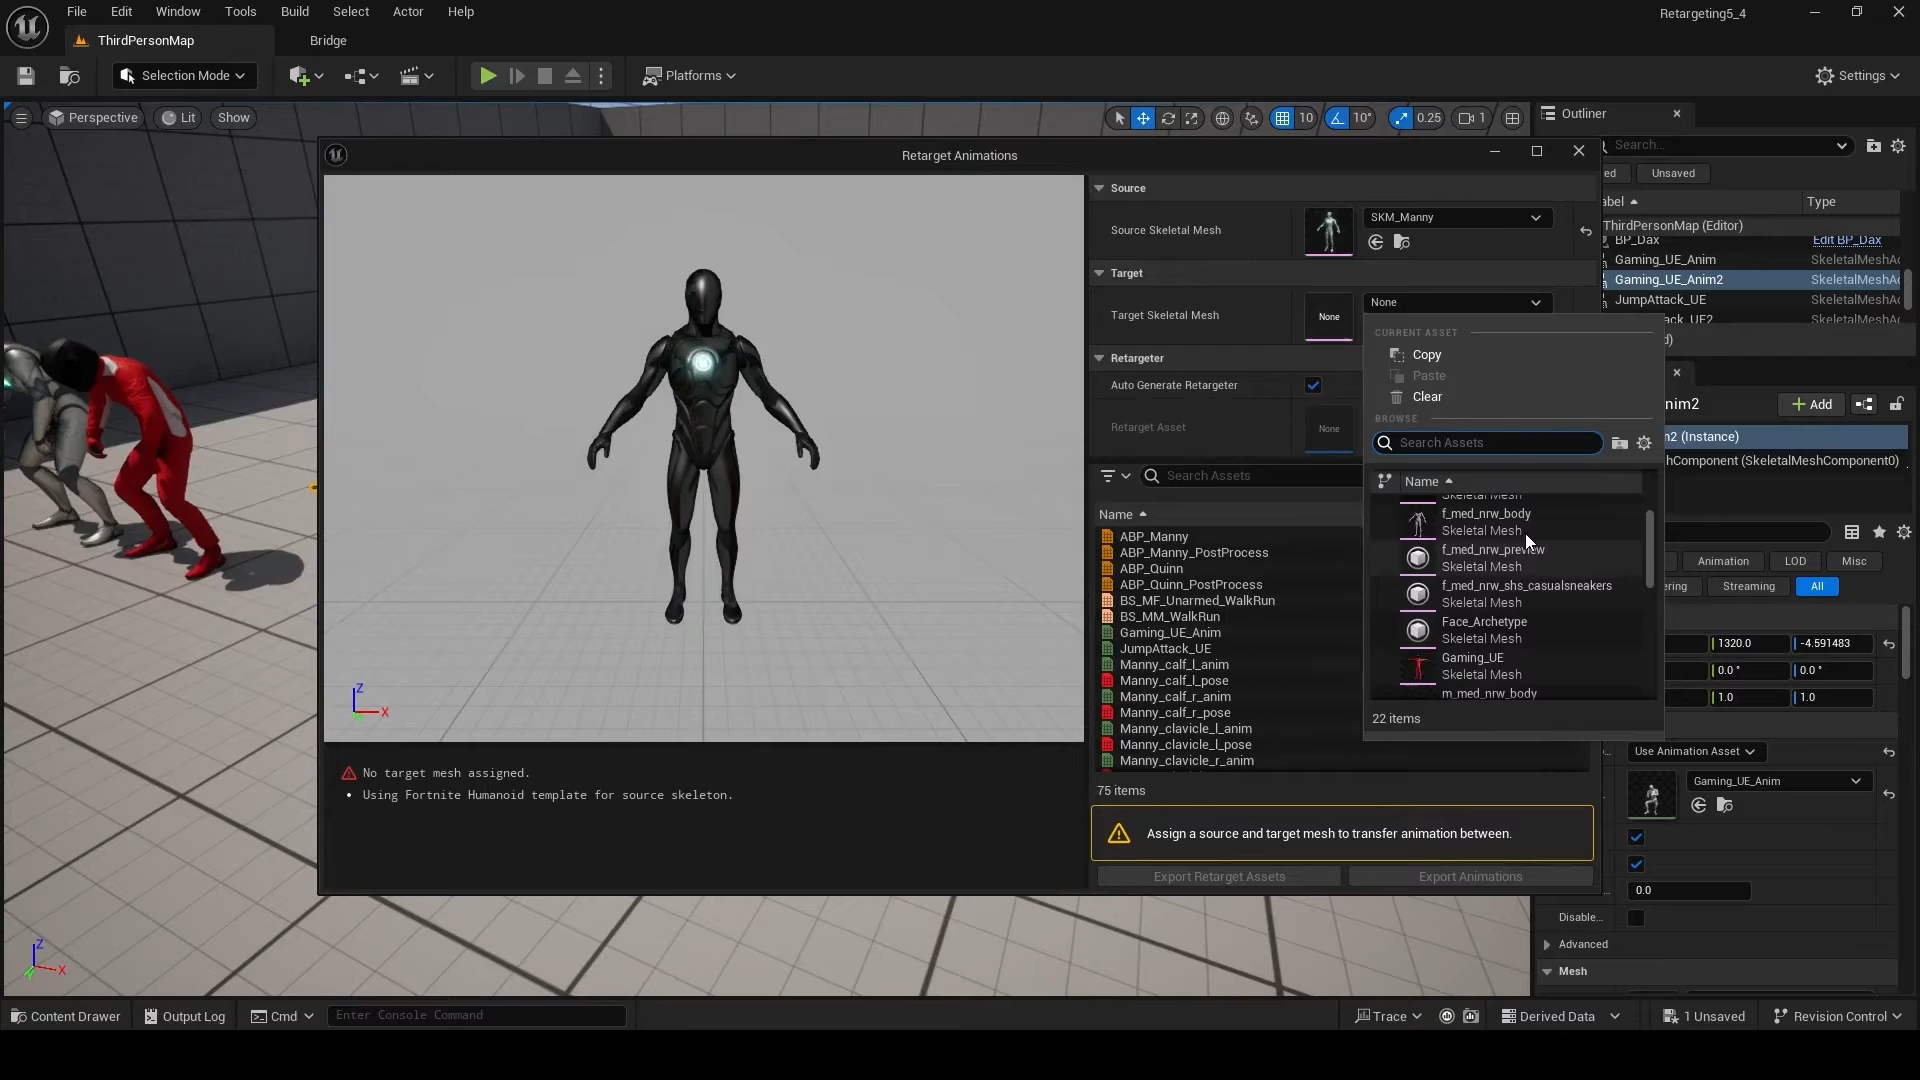 File Edit Window Tools Build Select Actor Help
Retargeting5_4
ThirdPersonMap
Bridge
Selection Mode
Platforms
Settings
Perspective
Lit
Show
10
10°
0.25
1
Outliner
Search...
Unsaved
Type
ThirdPersonMap (Editor)
BP_Dax
Edit BP_Dax
Gaming_UE_Anim
Gaming_UE_Anim2
JumpAttack_UE
Retarget Animations
Source
Source Skeletal Mesh
SKM_Manny
Target
Target Skeletal Mesh
None
None
Retargeter
Auto Generate Retargeter
Retarget Asset
None
Search Assets
Name
ABP_Manny
ABP_Manny_PostProcess
ABP_Quinn
ABP_Quinn_PostProcess
BS_MF_Unarmed_WalkRun
BS_MM_WalkRun
Gaming_UE_Anim
JumpAttack_UE
Manny_calf_l_anim
Manny_calf_l_pose
Manny_calf_r_anim
Manny_calf_r_pose
Manny_clavicle_l_anim
Manny_clavicle_l_pose
Manny_clavicle_r_anim
75 items
CURRENT ASSET
Copy
Paste
Clear
BROWSE
Search Assets
Name
Skeletal Mesh
f_med_nrw_body
Skeletal Mesh
f_med_nrw_preview
Skeletal Mesh
f_med_nrw_shs_casualsneakers
Skeletal Mesh
Face_Archetype
Skeletal Mesh
Gaming_UE
Skeletal Mesh
m_med_nrw_body
22 items
Z
X
No target mesh assigned.
• Using Fortnite Humanoid template for source skeleton.
Assign a source and target mesh to transfer animation between.
Export Retarget Assets
Export Animations
Add
(Instance)
(SkeletalMeshComponent0)
Animation
LOD
Misc
Streaming
All
1320.0
-4.591483
0.0 °
0.0 °
1.0
1.0
Use Animation Asset
Gaming_UE_Anim
0.0
Disable...
Advanced
Mesh
Z
X
Content Drawer
Output Log
Cmd
Enter Console Command
Trace
Derived Data
1 Unsaved
Revision Control